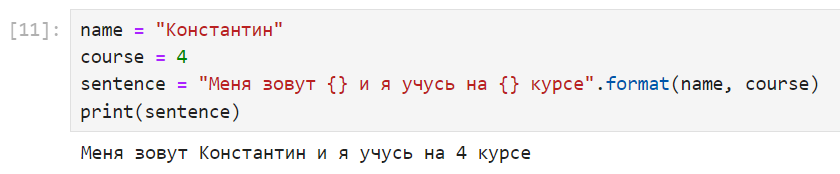 [11]: name = "Константин"
course = 4
sentence = "Меня зовут {} и я учусь на {} курсе".format(name, course)
print(sentence)
Меня зовут Константин и я учусь на 4 курсе